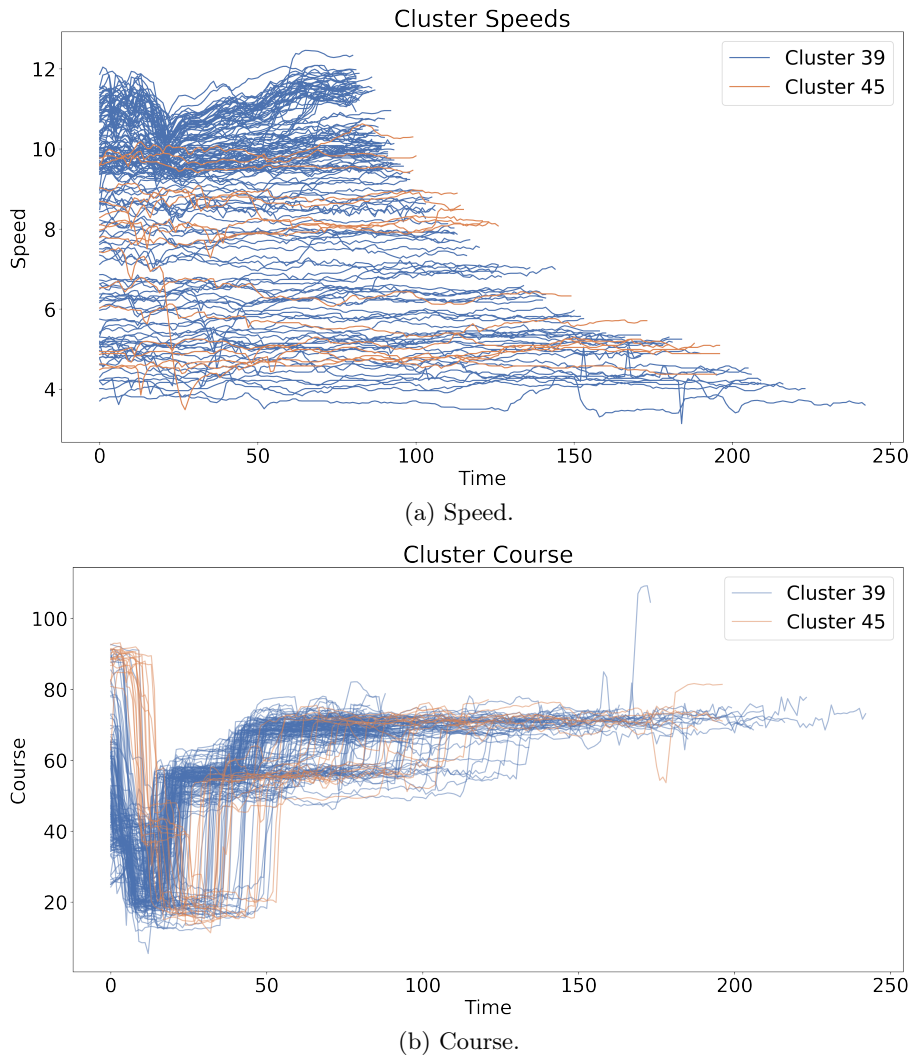 Cluster Speeds
12
10
8
6
4
Speed
Cluster 39
Cluster 45
0 50 100 150 200 250
Time
(a) Speed.
Cluster Course
100
80
60
40
20
Course
Cluster 39
Cluster 45
0 50 100 150 200 250
Time
(b) Course.